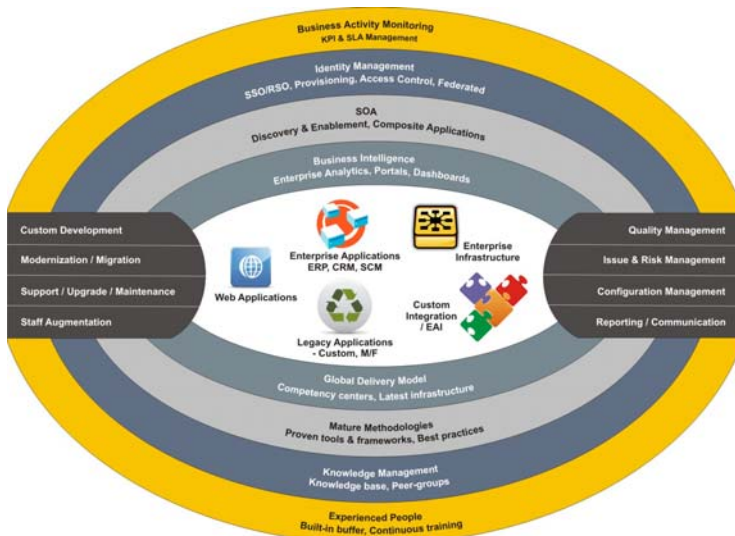 Business Activity Monitoring
KPI & SLA Management
Identity Management
SSO/RSO, Provisioning, Access Control, Federated
SOA
Discovery & Enablement, Composite Applications
Business Intelligence
Enterprise Analytics, Portals, Dashboards
Custom Development
Modernization / Migration
Support / Upgrade / Maintenance
Staff Augmentation
Web Applications
Enterprise Applications
ERP, CRM, SCM
Legacy Applications
- Custom, M/F
Enterprise
Infrastructure
Custom
Integration
/ EAI
Quality Management
Issue & Risk Management
Configuration Management
Reporting / Communication
Global Delivery Model
Competency centers, Latest infrastructure
Mature Methodologies
Proven tools & frameworks, Best practices
Knowledge Management
Knowledge base, Peer-groups
Experienced People
Built-in buffer, Continuous training